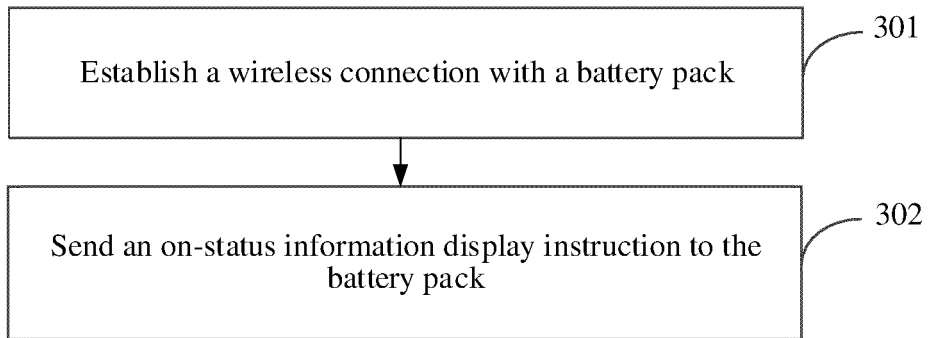 301
Establish a wireless connection with a battery pack
302
Send an on-status information display instruction to the
battery pack